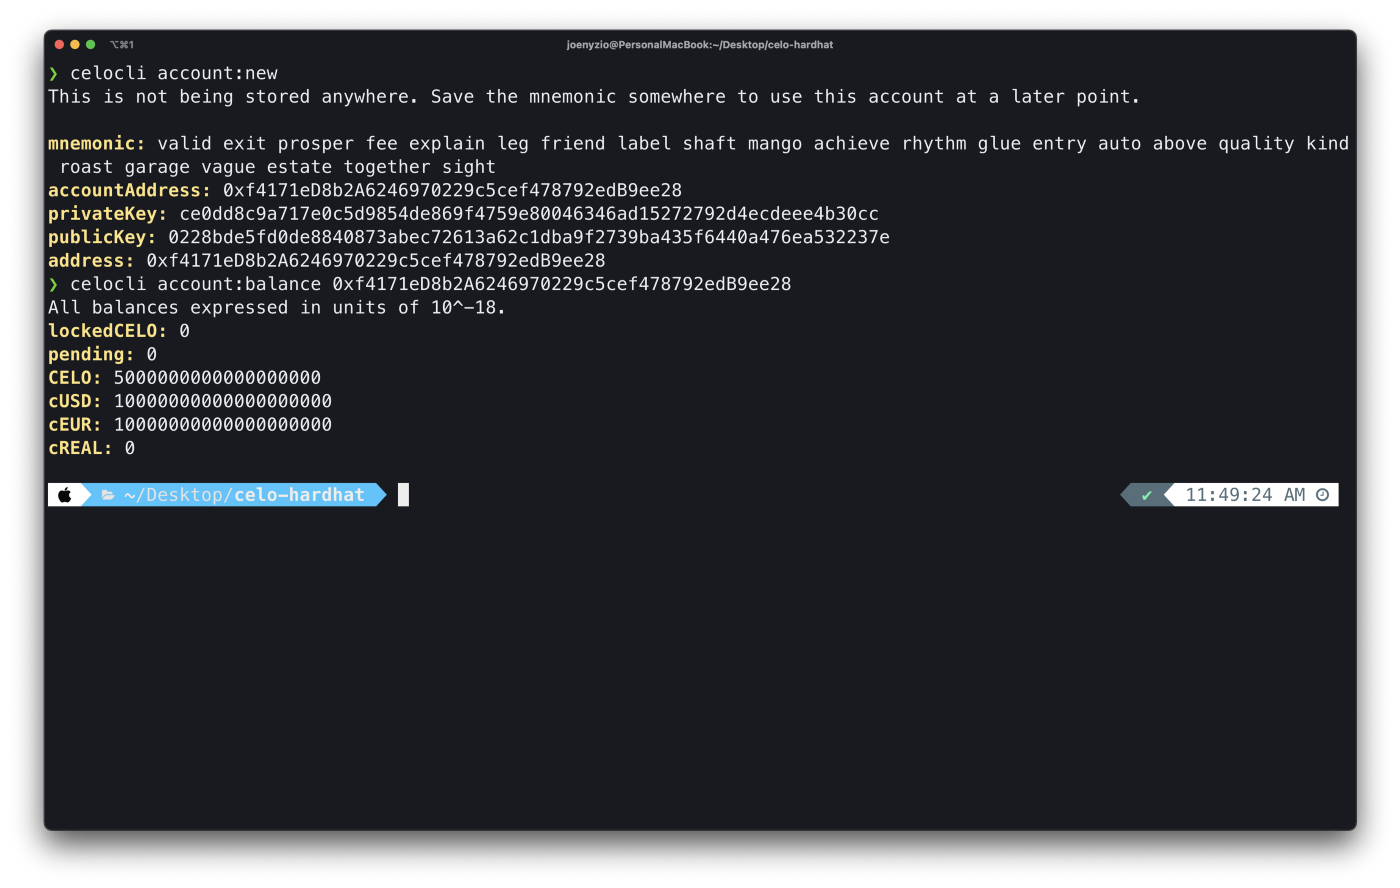 ⌥⌘1
joenyzio@PersonalMacBook:~/Desktop/celo-hardhat
❯ celocli account:new
This is not being stored anywhere. Save the mnemonic somewhere to use this account at a later point.
mnemonic: valid exit prosper fee explain leg friend label shaft mango achieve rhythm glue entry auto above quality kind
roast garage vague estate together sight
accountAddress: 0xf4171eD8b2A6246970229c5cef478792edB9ee28
privateKey: ce0dd8c9a717e0c5d9854de869f4759e80046346ad15272792d4ecdeee4b30cc
publicKey: 0228bde5fd0de8840873abec72613a62c1dba9f2739ba435f6440a476ea532237e
address: 0xf4171eD8b2A6246970229c5cef478792edB9ee28
❯ celocli account:balance 0xf4171eD8b2A6246970229c5cef478792edB9ee28
All balances expressed in units of 10^-18.
lockedCELO: 0
pending: 0
CELO: 5000000000000000000
cUSD: 10000000000000000000
cEUR: 10000000000000000000
cREAL: 0
~/Desktop/celo-hardhat
✔ 11:49:24 AM